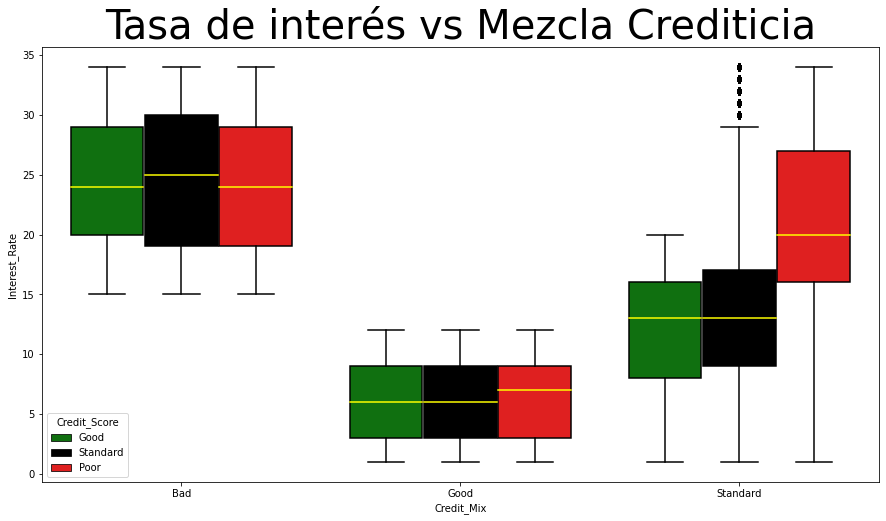 Tasa de interés vs Mezcla Crediticia
35
30
25
20
15
10
5
0
Interest_Rate
Credit_Score
Good
Standard
Poor
Bad
Good
Standard
Credit_Mix